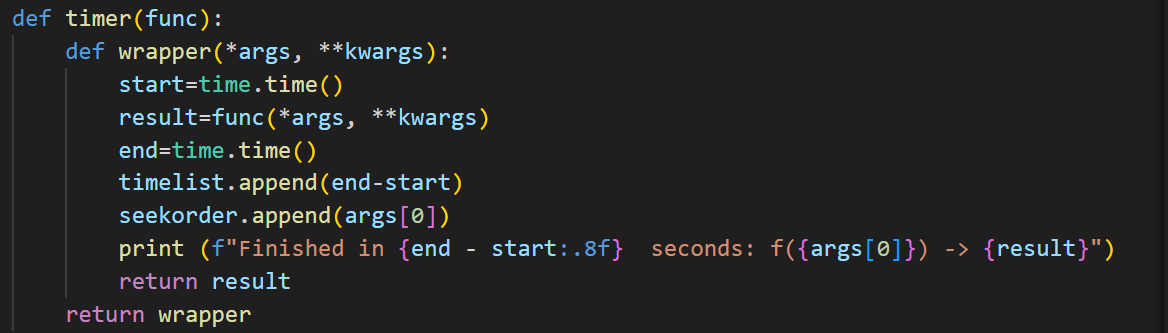 def timer(func):
    def wrapper(*args, **kwargs):
        start=time.time()
        result=func(*args, **kwargs)
        end=time.time()
        timelist.append(end-start)
        seekorder.append(args[0])
        print (f"Finished in {end - start:.8f}  seconds: f({args[0]}) -> {result}")
        return result
    return wrapper